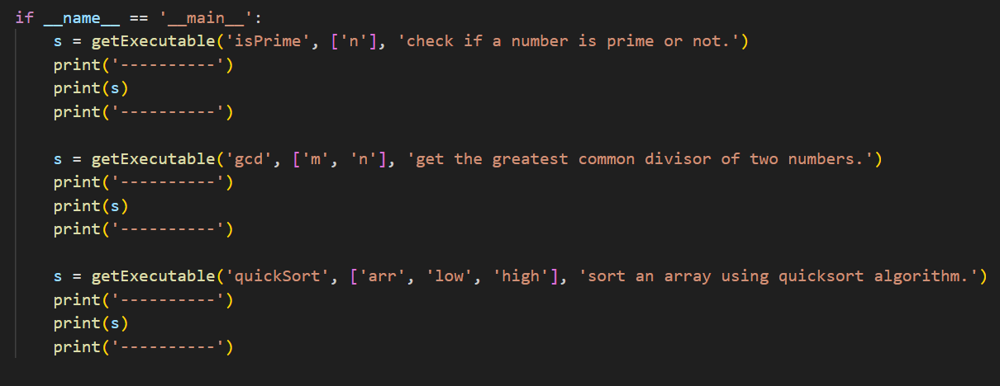 if __name__ == '__main__':
    s = getExecutable('isPrime', ['n'], 'check if a number is prime or not.')
    print('----------')
    print(s)
    print('----------')

    s = getExecutable('gcd', ['m', 'n'], 'get the greatest common divisor of two numbers.')
    print('----------')
    print(s)
    print('----------')

    s = getExecutable('quickSort', ['arr', 'low', 'high'], 'sort an array using quicksort algorithm.')
    print('----------')
    print(s)
    print('----------')